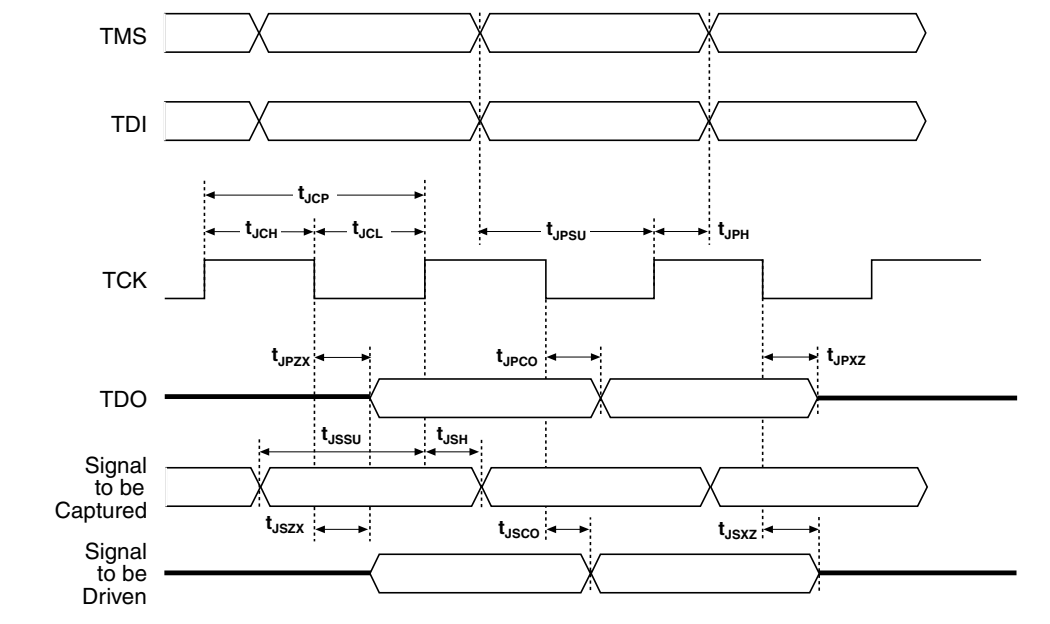 TMS
TDI
tJCP
tJCH
tJCL
tJPSU
tJPH
TCK
tJPZX
tJPCO
tJPXZ
TDO
tJSSU
tJSH
Signal
to be
Captured
tJSZX
tJSCO
tJSXZ
Signal
to be
Driven